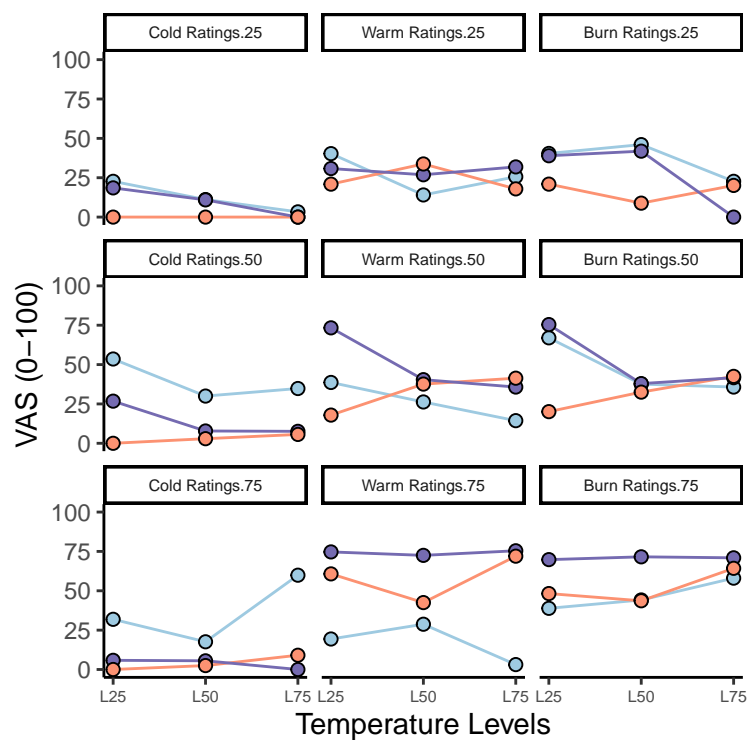 Cold Ratings.25 Warm Ratings.25 Burn Ratings.25
100
75
50
25
0
Cold Ratings.50 Warm Ratings.50 Burn Ratings.50
100
75
50
25
0
VAS (0−100)
Cold Ratings.75 Warm Ratings.75 Burn Ratings.75
100
75
50
25
0
L25 L50 L75 L25 L50 L75 L25 L50 L75
Temperature Levels